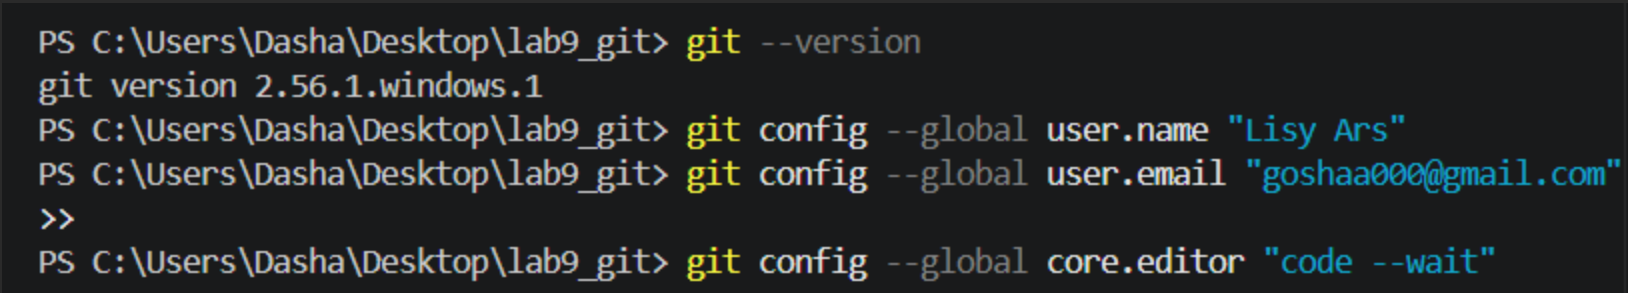 PS C:\Users\Dasha\Desktop\lab9_git> git --version
git version 2.56.1.windows.1
PS C:\Users\Dasha\Desktop\lab9_git> git config --global user.name "Lisy Ars"
PS C:\Users\Dasha\Desktop\lab9_git> git config --global user.email "goshaa000@gmail.com"
>>
PS C:\Users\Dasha\Desktop\lab9_git> git config --global core.editor "code --wait"